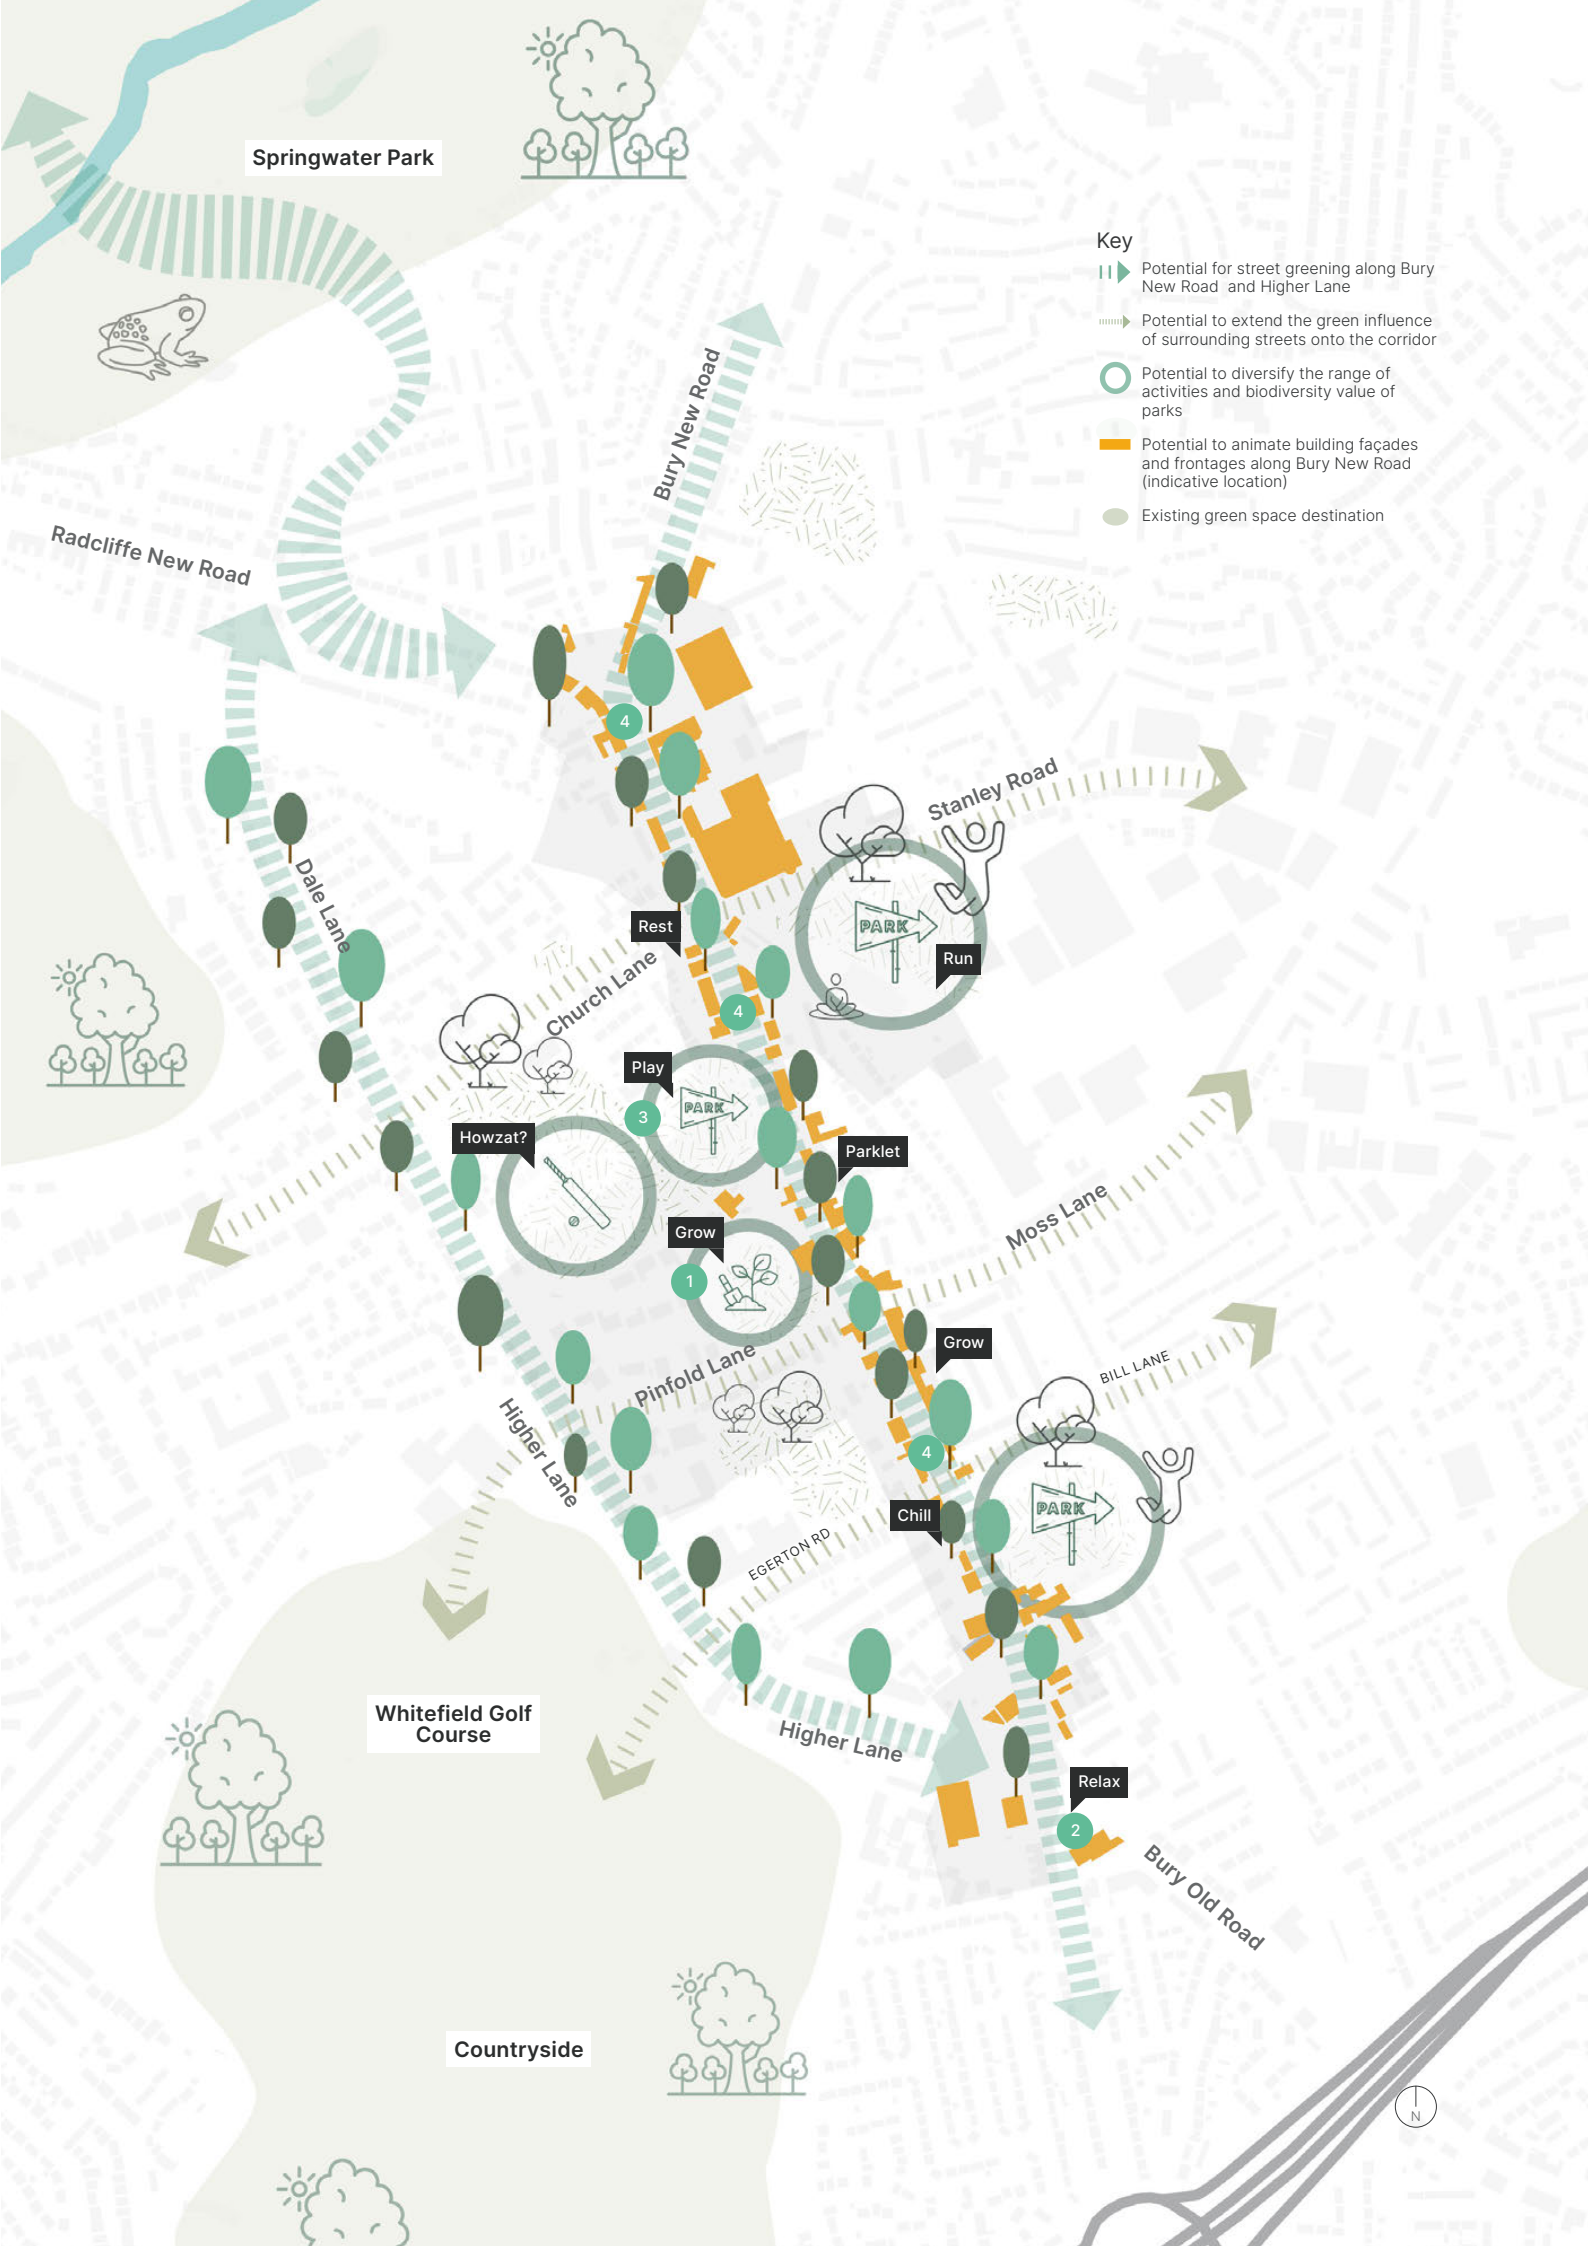 Springwater Park
Key
Potential for street greening along Bury
New Road and Higher Lane
Potential to extend the green influence
of surrounding streets onto the corridor
Potential to diversify the range of
activities and biodiversity value of
parks
Potential to animate building façades
and frontages along Bury New Road
(indicative location)
Existing green space destination
Bury New Road
Radcliffe New Road
4
Stanley Road
Dale Lane
PARK
Rest
Run
Church Lane
4
Play
PARK
3
Howzat?
Parklet
Moss Lane
Grow
1
Grow
Pinfold Lane
BILL LANE
Higher Lane
4
PARK
Chill
EGERTON RD
Whitefield Golf
Course
Higher Lane
Relax
2
Bury Old Road
Countryside
N